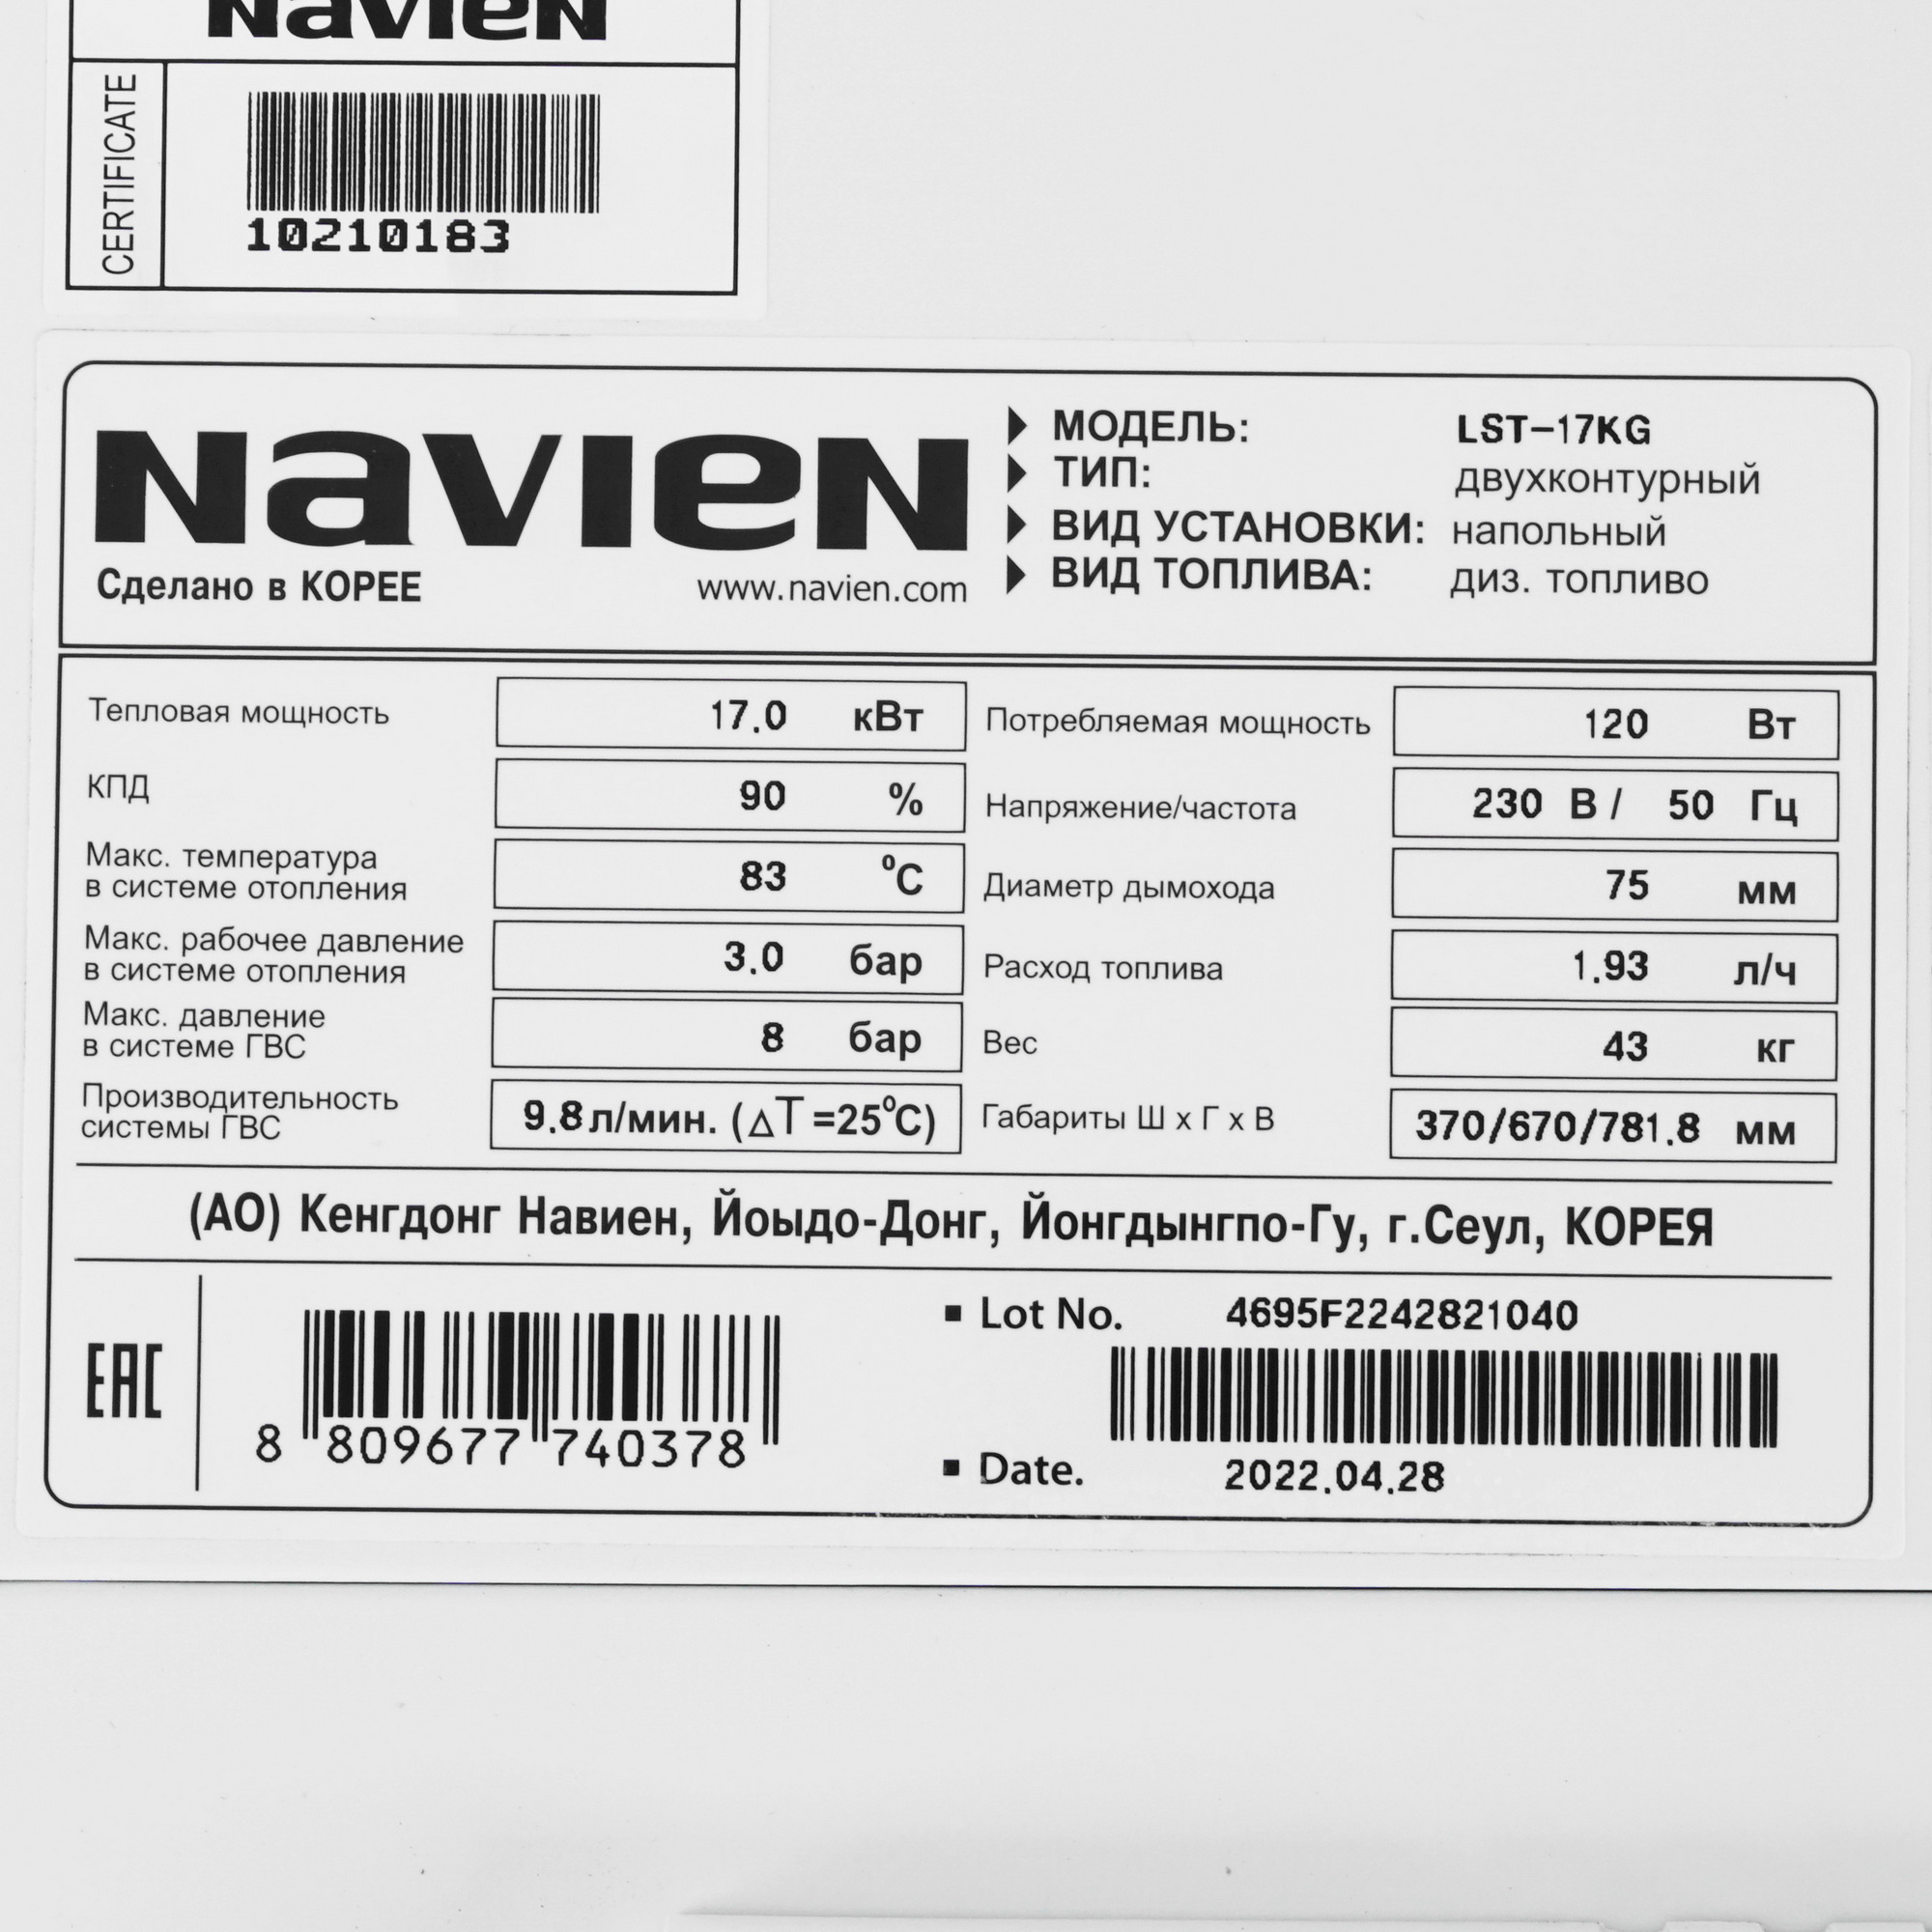 NAVIEN
CERTIFICATE
10210183
NAVIEN
Сделано в КОРЕЕ www.navien.com
МОДЕЛЬ: LST-17KG
ТИП: двухконтурный
ВИД УСТАНОВКИ: напольный
ВИД ТОПЛИВА: диз. топливо
Тепловая мощность 17.0 кВт
КПД 90 %
Макс. температура
в системе отопления 83 °C
Макс. рабочее давление
в системе отопления 3.0 бар
Макс. давление
в системе ГВС 8 бар
Производительность
системы ГВС 9.8 л/мин. (△T=25°C)
Потребляемая мощность 120 Вт
Напряжение/частота 230 В / 50 Гц
Диаметр дымохода 75 мм
Расход топлива 1.93 л/ч
Вес 43 кг
Габариты Ш х Г х В 370/670/781.8 мм
(АО) Кенгдонг Навиен, Йоыдо-Донг, Йонгдынгпо-Гу, г.Сеул, КОРЕЯ
EAC
8 809677 740378
Lot No. 4695F2242821040
Date. 2022.04.28